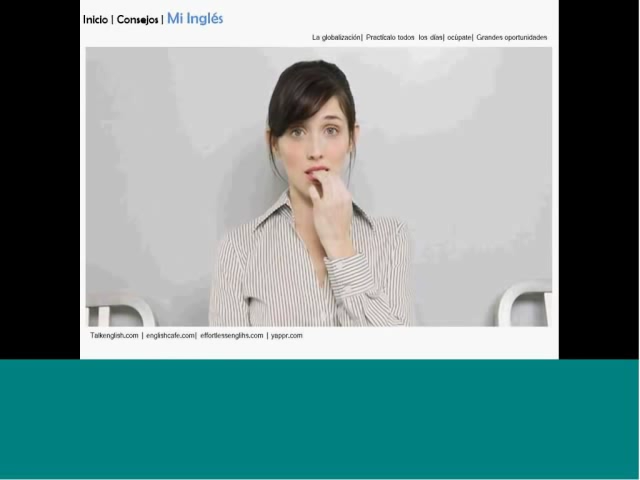 Inicio | Consejos | Mi Inglés
La globalización| Practícalo todos los días| ocúpate| Grandes oportunidades
Talkenglish.com | englishcafe.com| effortlessenglihs.com | yappr.com